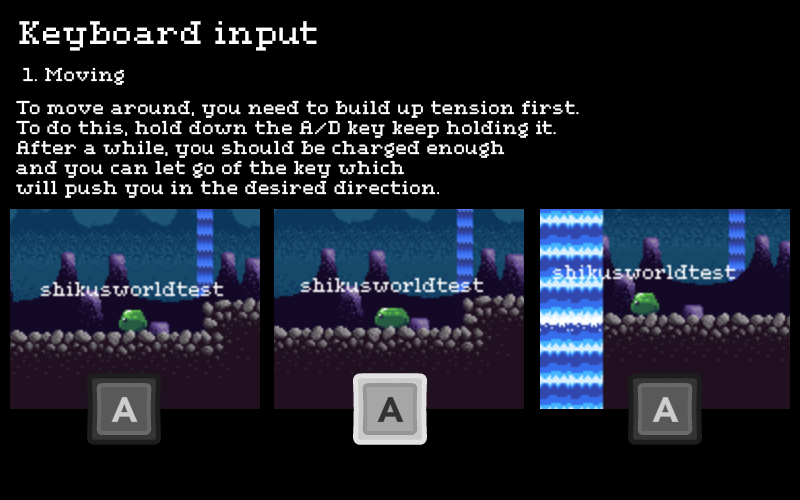 Keyboard input
1. Moving
To move around, you need to build up tension first.
To do this, hold down the A/D key keep holding it.
After a while, you should be charged enough
and you can let go of the key which
will push you in the desired direction.
shikusworldtest
shikusworldtest
shikusworldtest
A
A
A